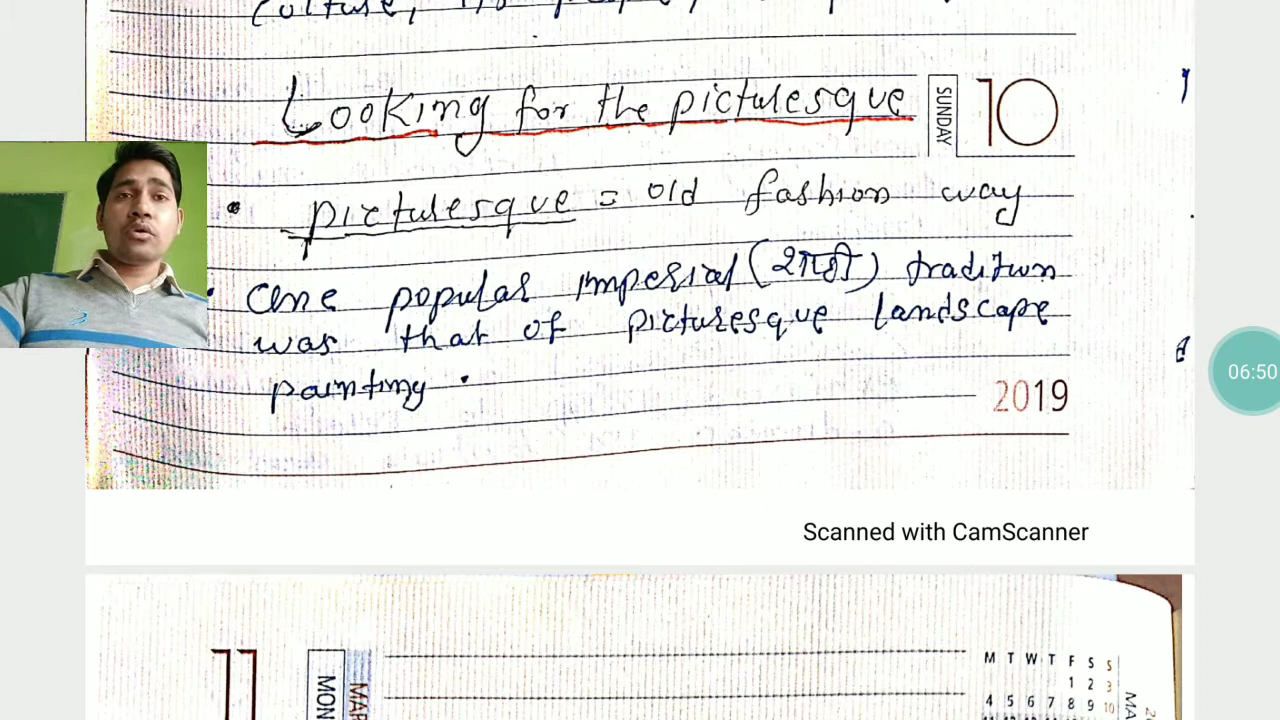 culture,
Looking for the picturesque
SUNDAY
10
• picturesque = old fashion way
• One popular imperial (शाही) tradition
was that of picturesque landscape
painting .
06:50
2019
Scanned with CamScanner
11
MON
MAR
M T W T F S S
1 2 3
4 5 6 7 8 9 10